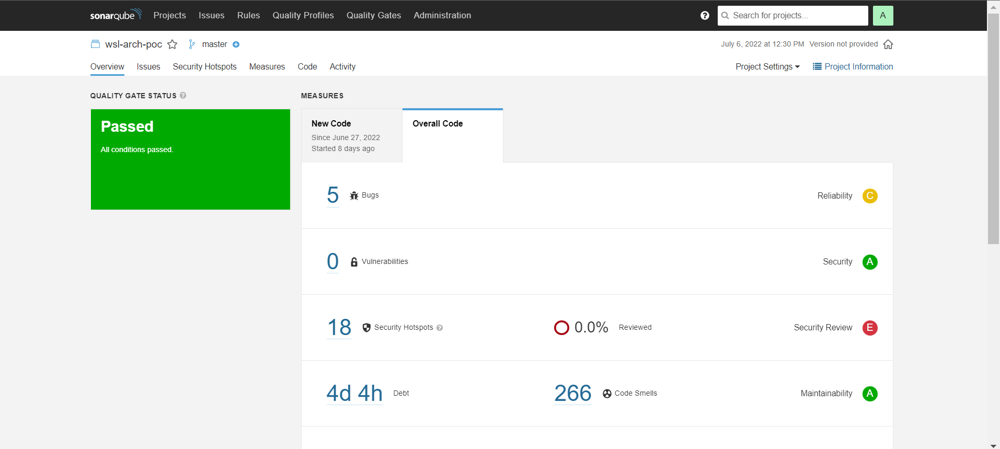 sonarqube Projects Issues Rules Quality Profiles Quality Gates Administration ? Search for projects... A
wsl-arch-poc master July 6, 2022 at 12:30 PM Version not provided
Overview Issues Security Hotspots Measures Code Activity Project Settings Project Information
QUALITY GATE STATUS ? MEASURES
Passed
All conditions passed.
New Code
Since June 27, 2022
Started 8 days ago
Overall Code
5 Bugs Reliability C
0 Vulnerabilities Security A
18 Security Hotspots ? 0.0% Reviewed Security Review E
4d 4h Debt 266 Code Smells Maintainability A